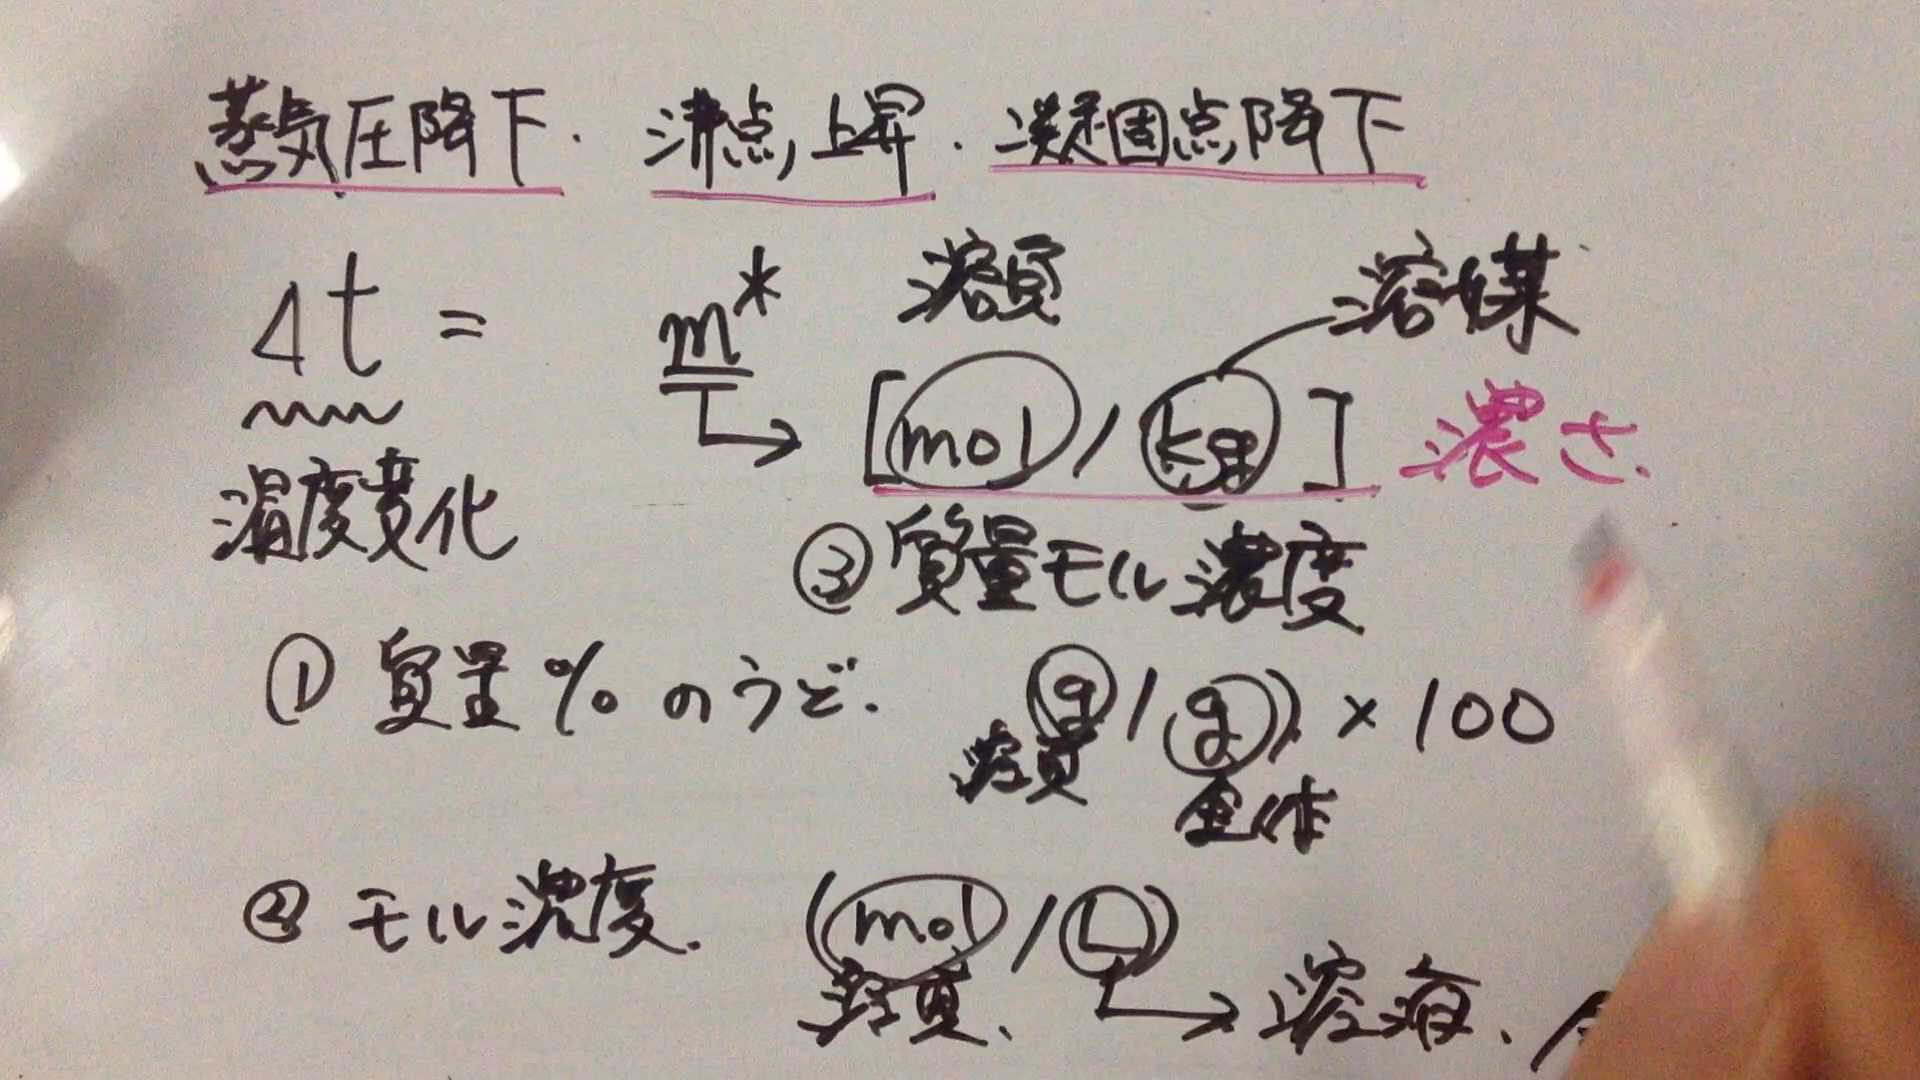 蒸気圧降下・沸点上昇・凝固点降下
Δt = m* 溶質 溶媒
[mol/kg] 濃さ
温度変化
③質量モル濃度
①質量%のうど. g/g) × 100
溶質 全体
②モル濃度. (mol/L)
溶質. 溶液.